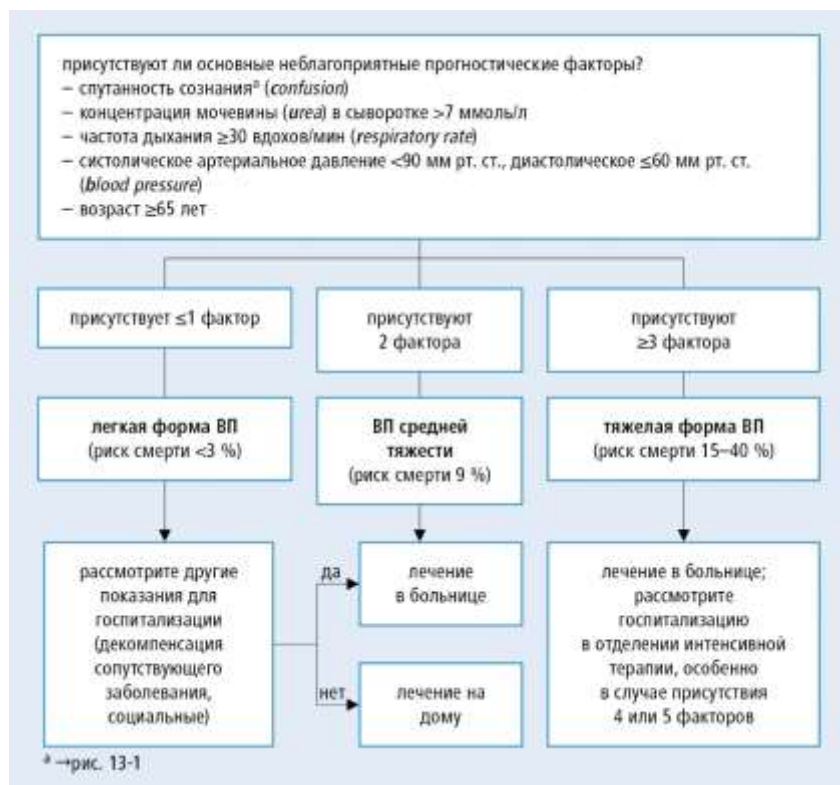 присутствуют ли основные неблагоприятные прогностические факторы?
– спутанность сознанияª (confusion)
– концентрация мочевины (urea) в сыворотке >7 ммоль/л
– частота дыхания ≥30 вдохов/мин (respiratory rate)
– систолическое артериальное давление <90 мм рт. ст., диастолическое ≤60 мм рт. ст.
(blood pressure)
– возраст ≥65 лет
присутствует ≤1 фактор
присутствуют
2 фактора
присутствуют
≥3 фактора
легкая форма ВП
(риск смерти <3 %)
ВП средней
тяжести
(риск смерти 9 %)
тяжелая форма ВП
(риск смерти 15–40 %)
рассмотрите другие
показания для
госпитализации
(декомпенсация
сопутствующего
заболевания,
социальные)
да
лечение
в больнице
нет
лечение на
дому
лечение в больнице;
рассмотрите
госпитализацию
в отделении интенсивной
терапии, особенно
в случае присутствия
4 или 5 факторов
ª →рис. 13-1